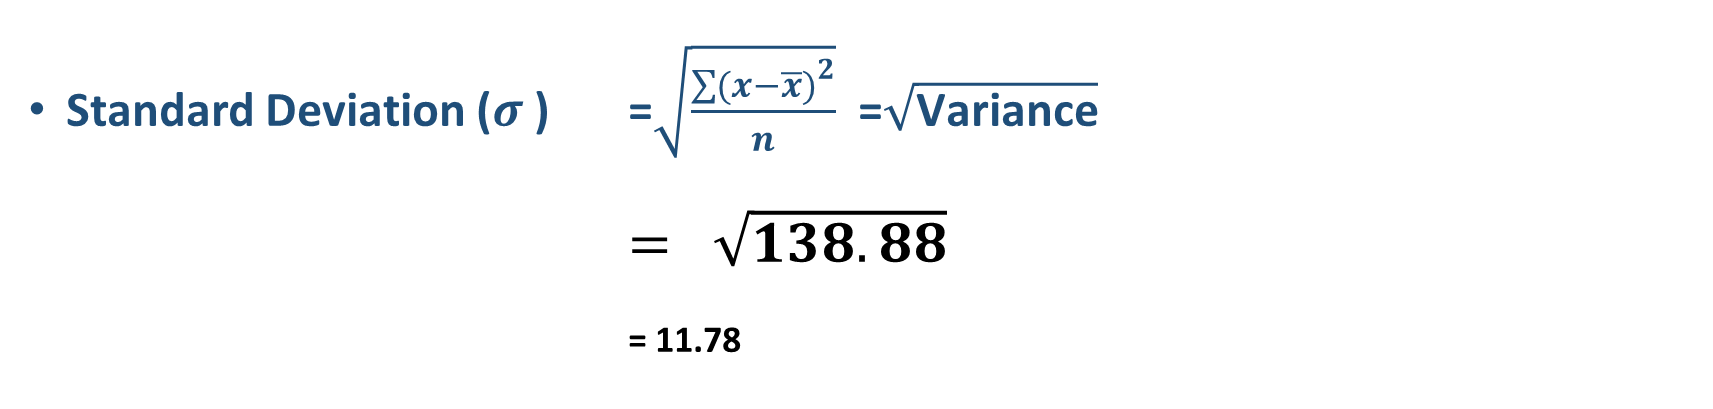 • Standard Deviation (σ ) = √(∑(x−x̅)²/n) =√Variance
= √138.88
= 11.78